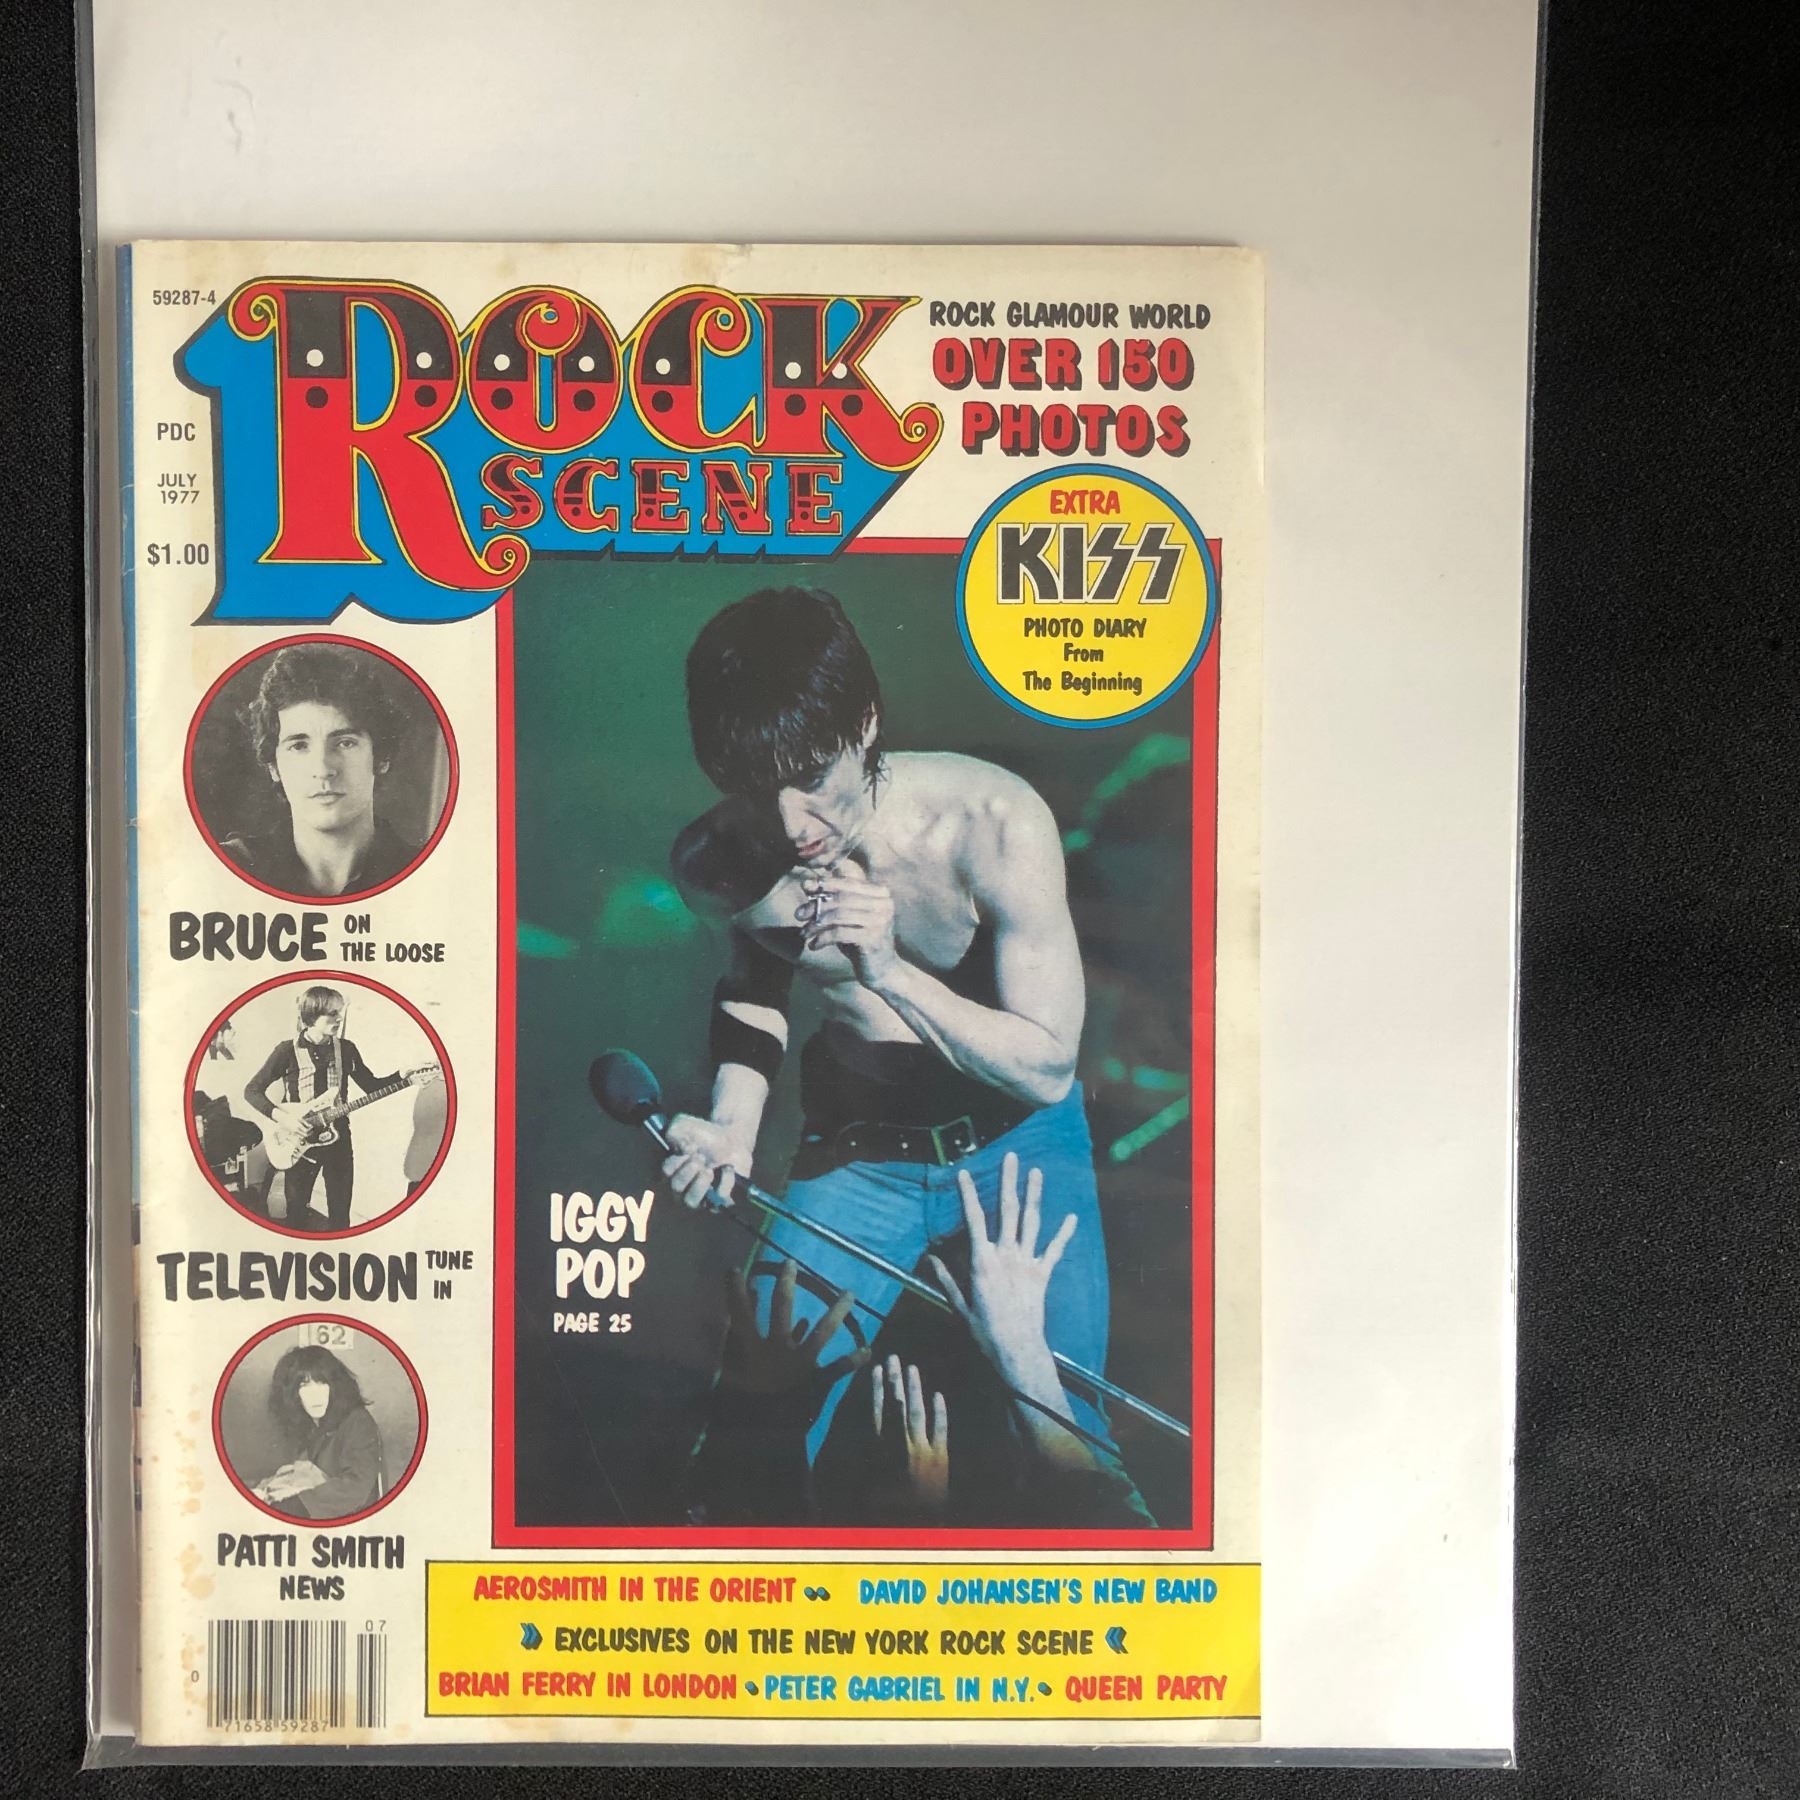 59287-4
ROCK
SCENE
PDC
JULY
1977
$1.00
ROCK GLAMOUR WORLD
OVER 150
PHOTOS
EXTRA
KISS
PHOTO DIARY
From
The Beginning
BRUCE ON
THE LOOSE
TELEVISION TUNE
IN
62
PATTI SMITH
NEWS
IGGY
POP
PAGE 25
AEROSMITH IN THE ORIENT DAVID JOHANSEN'S NEW BAND
EXCLUSIVES ON THE NEW YORK ROCK SCENE
BRIAN FERRY IN LONDON • PETER GABRIEL IN N.Y. • QUEEN PARTY
07
0
71658 59287